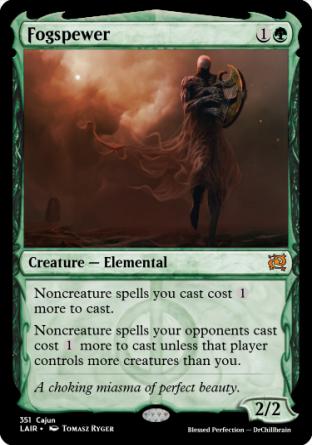 Fogspewer 1
Creature — Elemental
Noncreature spells you cast cost 1
more to cast.
Noncreature spells your opponents cast
cost 1 more to cast unless that player
controls more creatures than you.
A choking miasma of perfect beauty.
2/2
351 Cajun
LAIR • Tomasz Ryger
Blessed Perfection — DrChillbrain